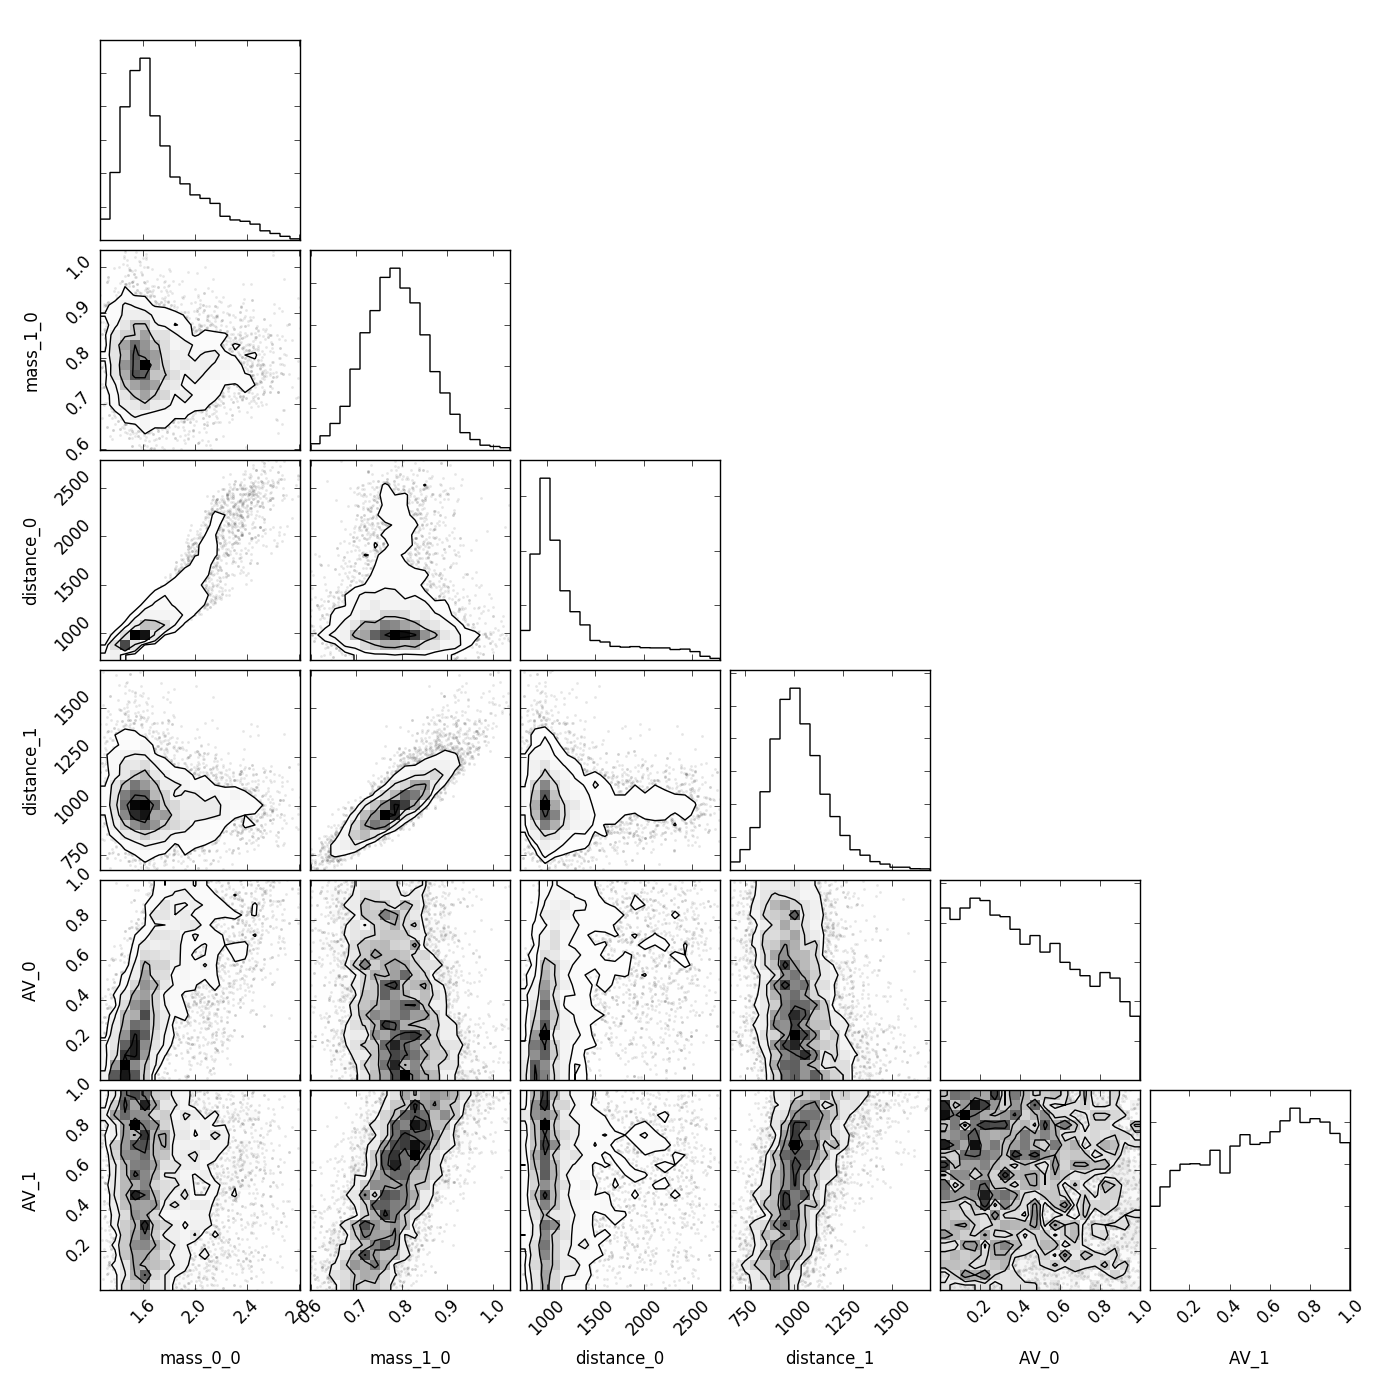 1.0
0.9
0.8
0.7
0.6
mass_1_0
2500
2000
1500
1000
distance_0
1500
1250
1000
750
distance_1
1.0
0.8
0.6
0.4
0.2
AV_0
1.0
0.8
0.6
0.4
0.2
AV_1
1.6 2.0 2.4 2.8
0.6 0.7 0.8 0.9 1.0
1000 1500 2000 2500
750 1000 1250 1500
0.2 0.4 0.6 0.8 1.0
0.2 0.4 0.6 0.8 1.0
mass_0_0 mass_1_0 distance_0 distance_1 AV_0 AV_1